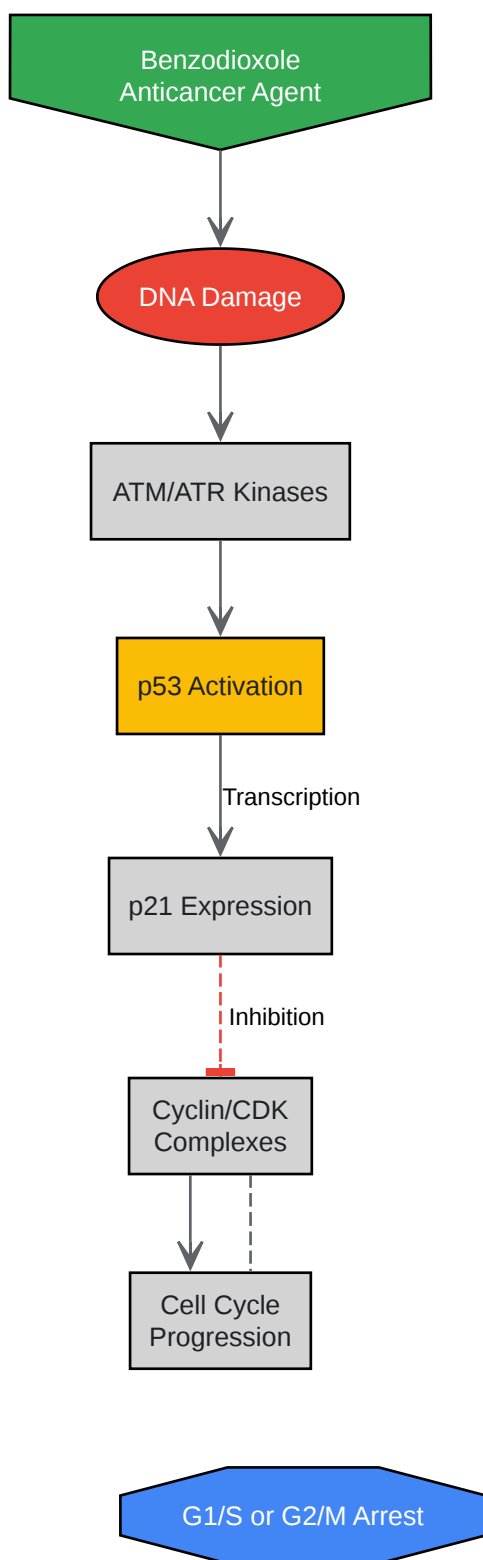 Benzodioxole
Anticancer Agent
DNA Damage
ATM/ATR Kinases
p53 Activation
Transcription
p21 Expression
Inhibition
Cyclin/CDK
Complexes
Cell Cycle
Progression
G1/S or G2/M Arrest